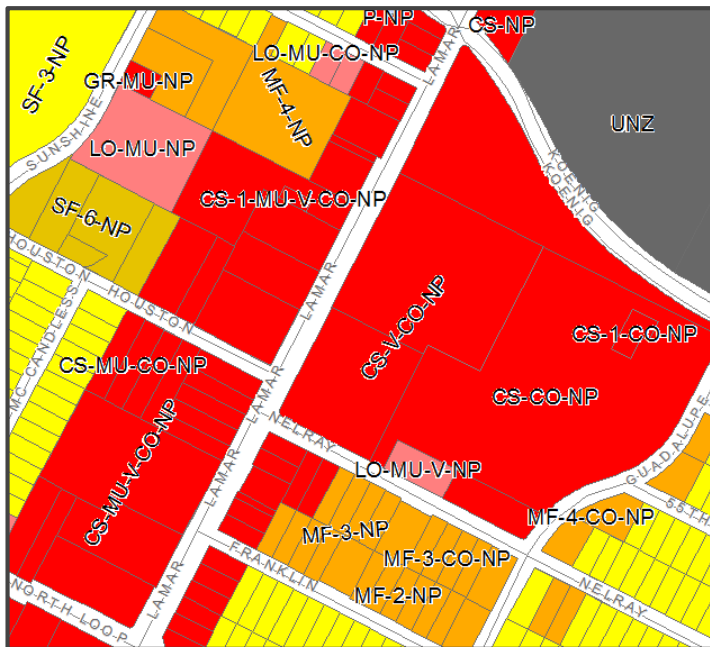 P-NP
CS-NP
LO-MU-CO-NP
LAMAR
SF-3-NP
GR-MU-NP
MF-4-NP
UNZ
SUNSHINE
LO-MU-NP
KOENIG
KOENIG
CS-1-MU-V-CO-NP
SF-6-NP
HOUSTON
HOUSTON
LAMAR
MC CANDLESS
CS-V-CO-NP
CS-1-CO-NP
CS-MU-CO-NP
LAMAR
CS-CO-NP
CS-MU-V-CO-NP
NELRAY
GUADALUPE
LO-MU-V-NP
LAMAR
MF-4-CO-NP
55TH
MF-3-NP
FRANKLIN
MF-3-CO-NP
NELRAY
LAMAR
MF-2-NP
NORTH LOOP